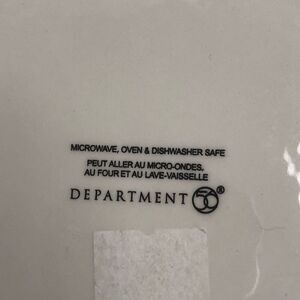 MICROWAVE, OVEN & DISHWASHER SAFE
PEUT ALLER AU MICRO-ONDES,
AU FOUR ET AU LAVE-VAISSELLE
DEPARTMENT 56®